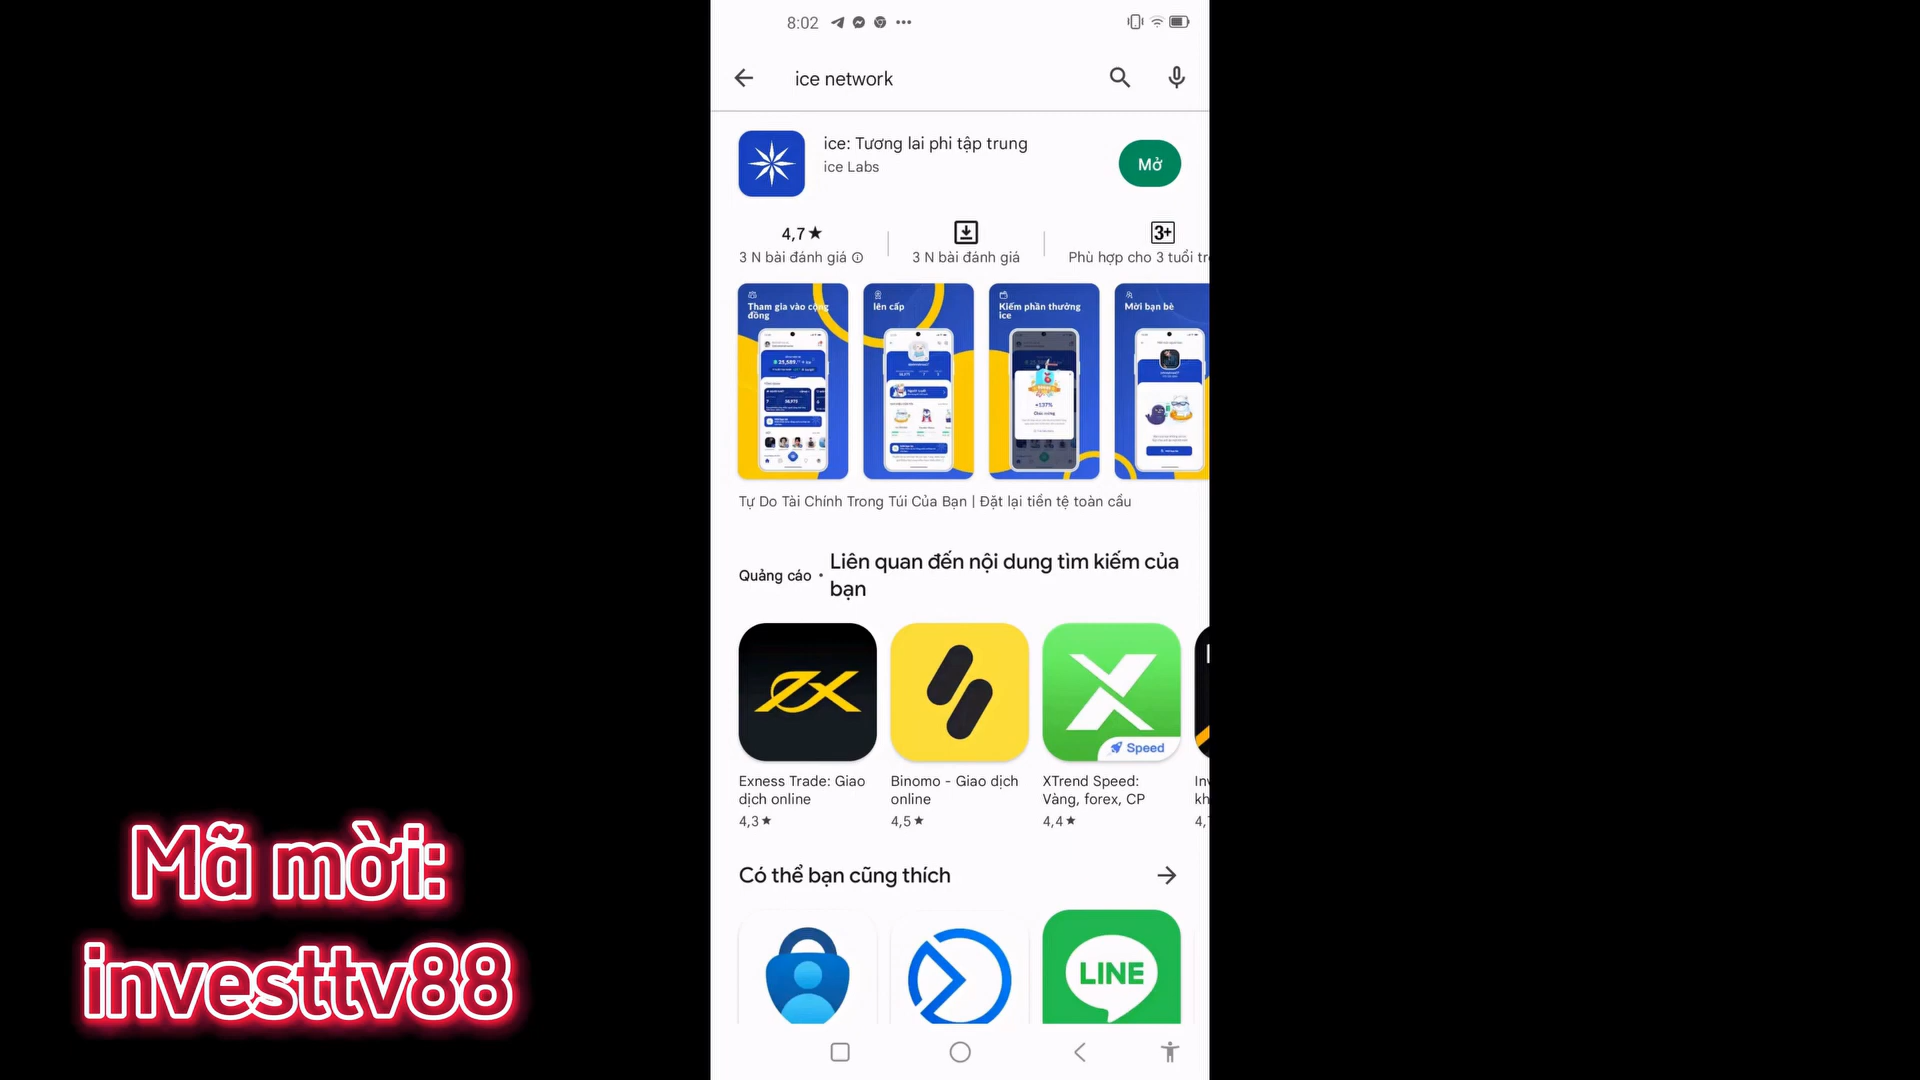 8:02
ice network
ice: Tương lai phi tập trung
ice Labs
Mở
4,7★
3 N bài đánh giá
3 N bài đánh giá
3+
Phù hợp cho 3 tuổi
Tham gia vào cộng
đồng
lên cấp
Kiếm phần thưởng
ice
Mời bạn bè
+137%
Tự Do Tài Chính Trong Túi Của Bạn | Đặt lại tiền tệ toàn cầu
Quảng cáo •
Liên quan đến nội dung tìm kiếm của
bạn
Speed
Exness Trade: Giao
dịch online
4,3★
Binomo - Giao dịch
online
4,5★
XTrend Speed:
Vàng, forex, CP
4,4★
Có thể bạn cũng thích
LINE
Mã mời:
investtv88